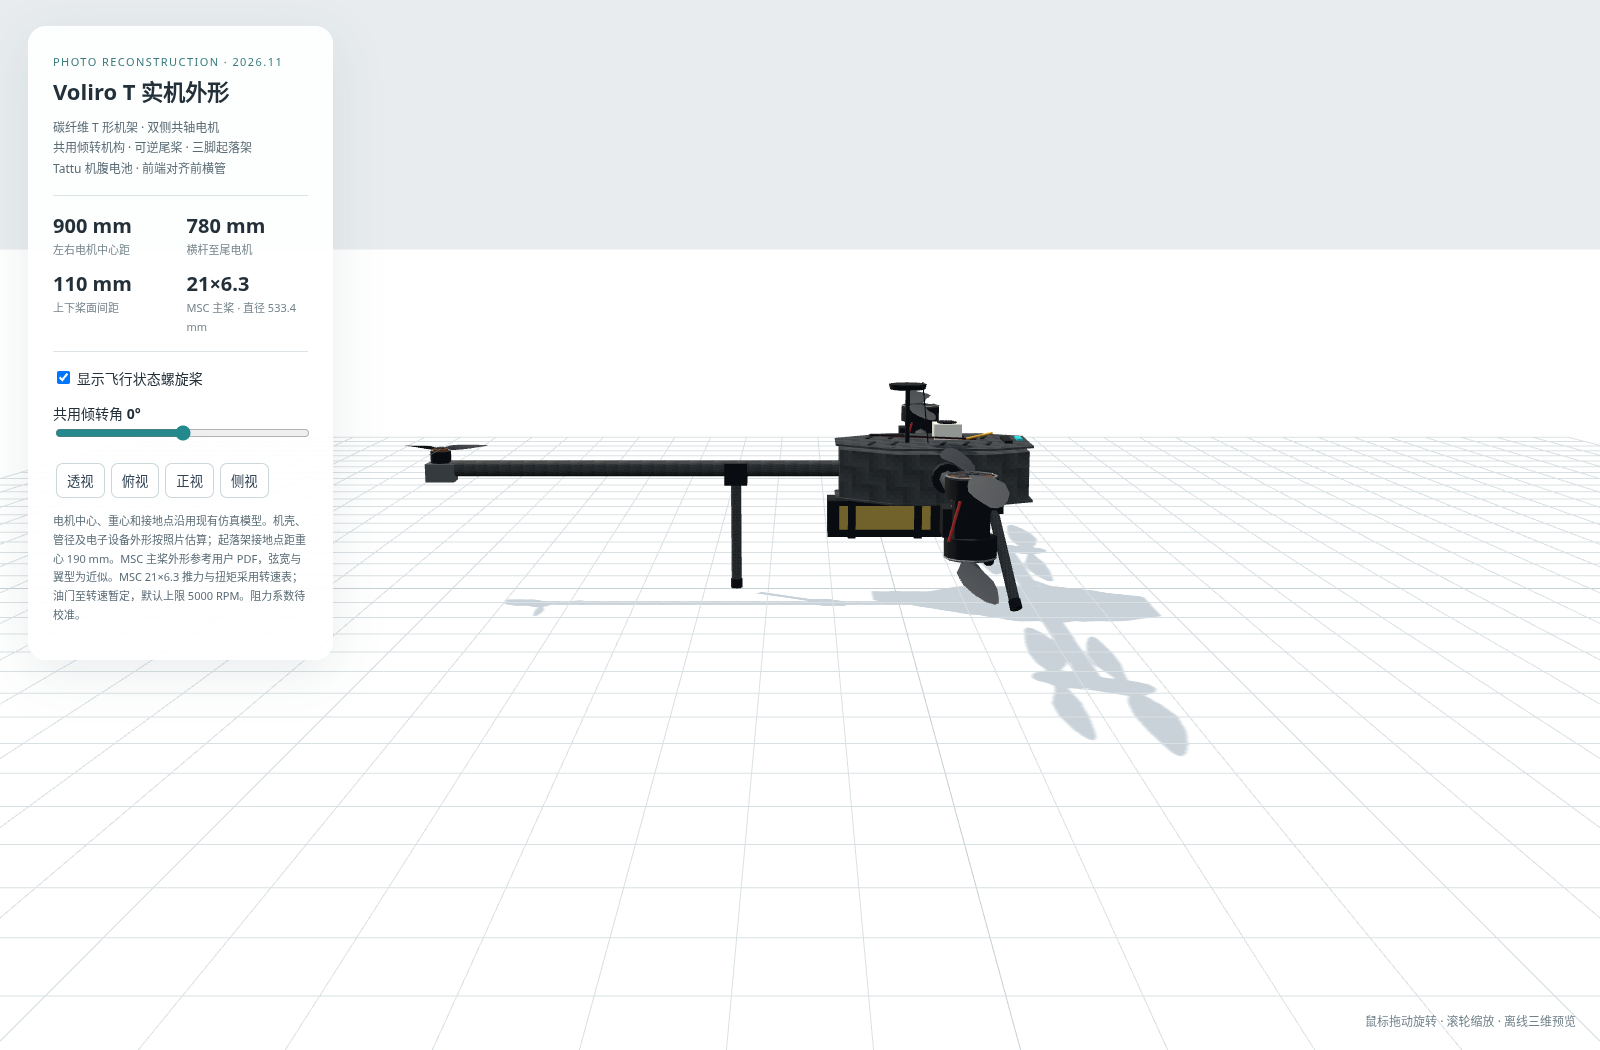 PHOTO RECONSTRUCTION · 2026.11
Voliro T 实机外形
碳纤维 T 形机架 · 双侧共轴电机
共用倾转机构 · 可逆尾桨 · 三脚起落架
Tattu 机腹电池 · 前端对齐前横管
900 mm
780 mm
左右电机中心距
横杆至尾电机
110 mm
21×6.3
上下桨面间距
MSC 主桨 · 直径 533.4
mm
显示飞行状态螺旋桨
共用倾转角 0°
透视 俯视 正视 侧视
电机中心、重心和接地点沿用现有仿真模型。机壳、
管径及电子设备外形按照片估算；起落架接地点距重
心 190 mm。MSC 主桨外形参考用户 PDF，弦宽与
翼型为近似。MSC 21×6.3 推力与扭矩采用转速表；
油门至转速暂定，默认上限 5000 RPM。阻力系数待
校准。
鼠标拖动旋转 · 滚轮缩放 · 离线三维预览